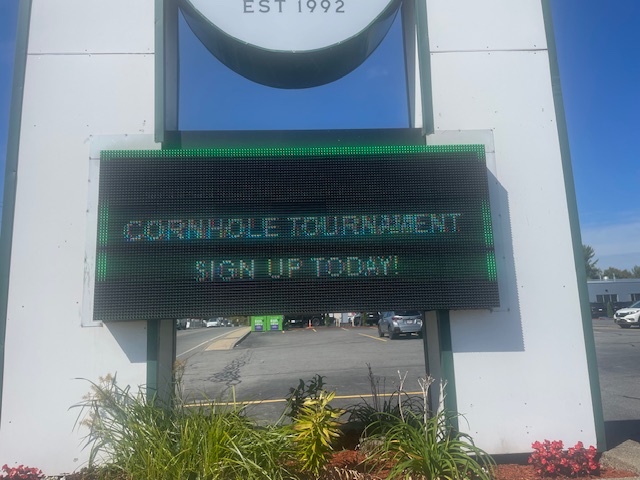 EST 1992
CORNHOLE TOURNAMENT
SIGN UP TODAY!